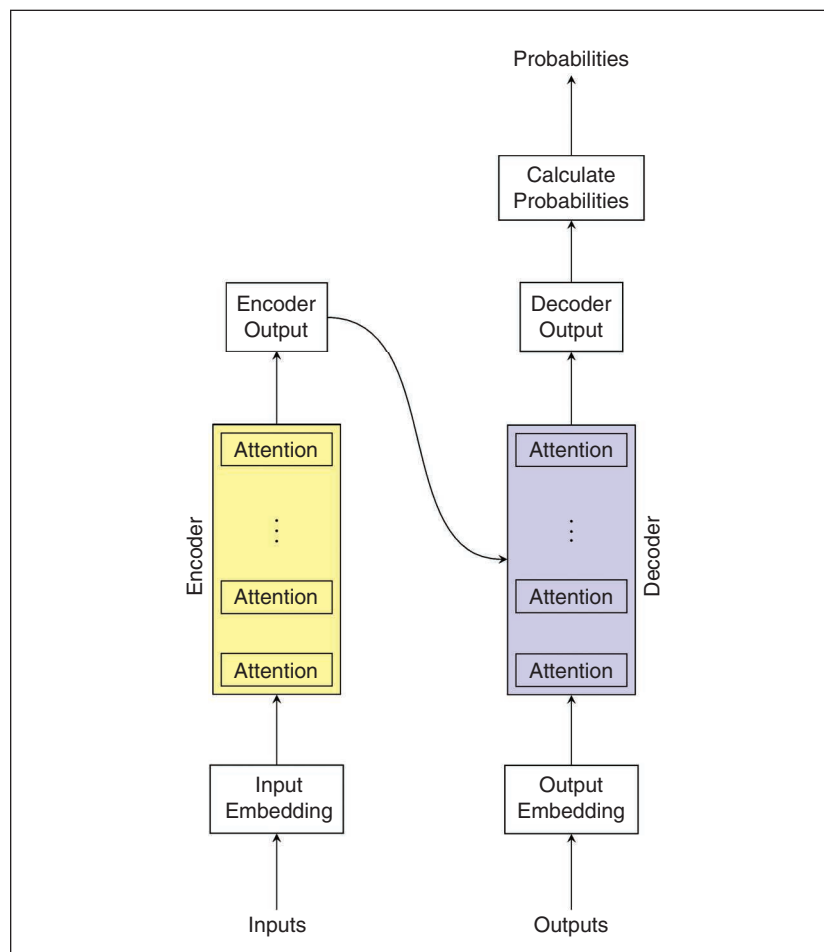 Probabilities
Calculate
Probabilities
Encoder
Output
Decoder
Output
Attention
Attention
Attention
Encoder
Attention
Attention
Attention
Decoder
Input
Embedding
Output
Embedding
Inputs
Outputs